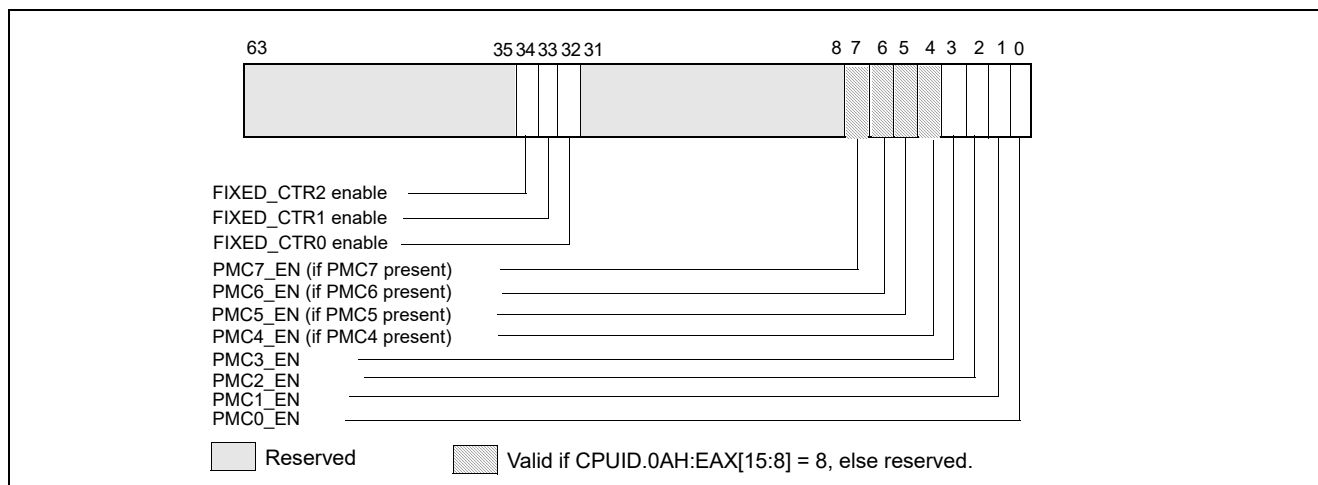 63 35 34 33 32 31 8 7 6 5 4 3 2 1 0
FIXED_CTR2 enable
FIXED_CTR1 enable
FIXED_CTR0 enable
PMC7_EN (if PMC7 present)
PMC6_EN (if PMC6 present)
PMC5_EN (if PMC5 present)
PMC4_EN (if PMC4 present)
PMC3_EN
PMC2_EN
PMC1_EN
PMC0_EN
Reserved Valid if CPUID.0AH:EAX[15:8] = 8, else reserved.